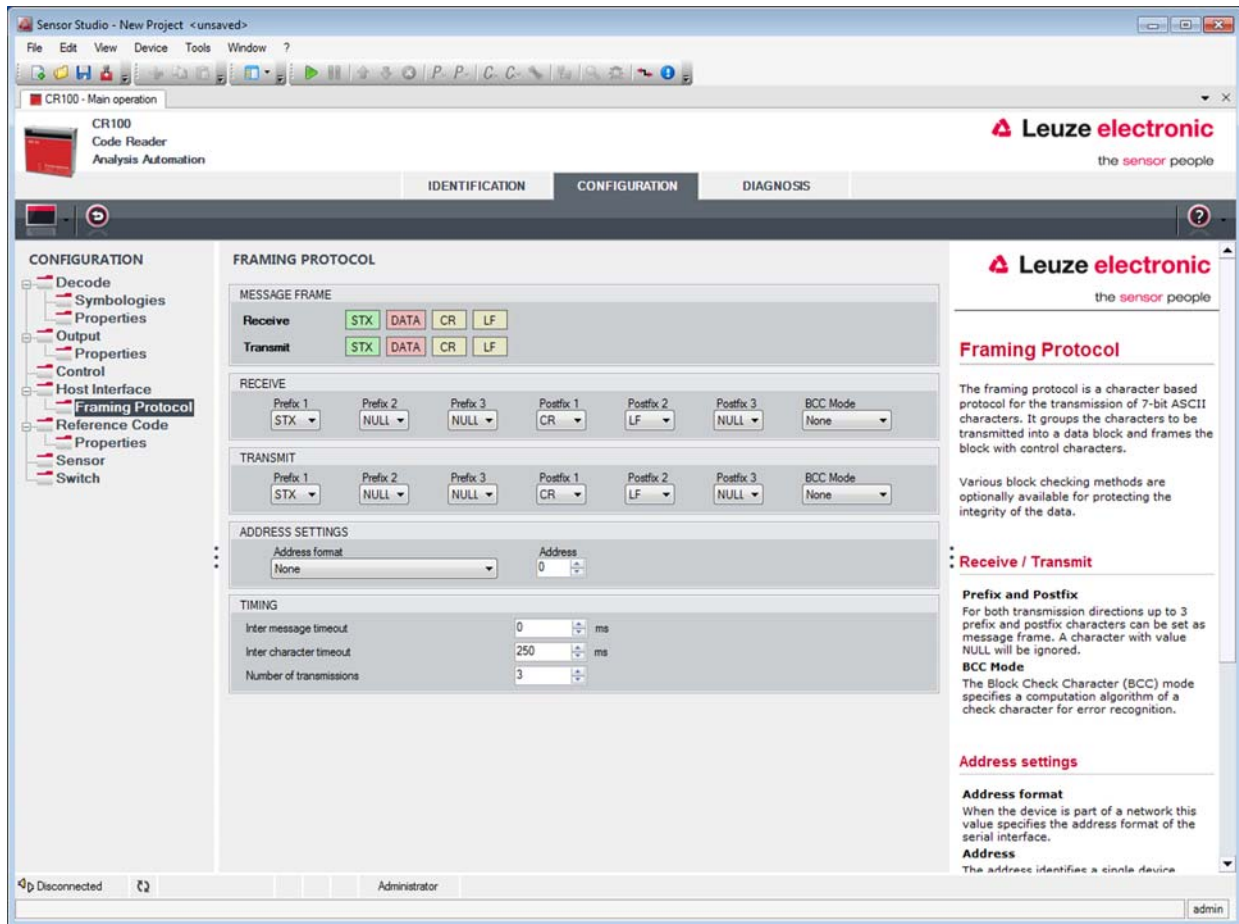 Sensor Studio - New Project <unsaved>
File Edit View Device Tools Window ?
CR100 - Main operation
CR100
Code Reader
Analysis Automation
Leuze electronic
the sensor people
IDENTIFICATION CONFIGURATION DIAGNOSIS
CONFIGURATION
Decode
Symbologies
Properties
Output
Properties
Control
Host Interface
Framing Protocol
Reference Code
Properties
Sensor
Switch
FRAMING PROTOCOL
MESSAGE FRAME
Receive STX DATA CR LF
Transmit STX DATA CR LF
RECEIVE
Prefix 1 Prefix 2 Prefix 3 Postfix 1 Postfix 2 Postfix 3 BCC Mode
STX NULL NULL CR LF NULL None
TRANSMIT
Prefix 1 Prefix 2 Prefix 3 Postfix 1 Postfix 2 Postfix 3 BCC Mode
STX NULL NULL CR LF NULL None
ADDRESS SETTINGS
Address format Address
None 0
TIMING
Inter message timeout 0 ms
Inter character timeout 250 ms
Number of transmissions 3
Leuze electronic
the sensor people
Framing Protocol
The framing protocol is a character based
protocol for the transmission of 7-bit ASCII
characters. It groups the characters to be
transmitted into a data block and frames the
block with control characters.
Various block checking methods are
optionally available for protecting the
integrity of the data.
Receive / Transmit
Prefix and Postfix
For both transmission directions up to 3
prefix and postfix characters can be set as
message frame. A character with value
NULL will be ignored.
BCC Mode
The Block Check Character (BCC) mode
specifies a computation algorithm of a
check character for error recognition.
Address settings
Address format
When the device is part of a network this
value specifies the address format of the
serial interface.
Address
The address identifies a single device
Disconnected Administrator
admin